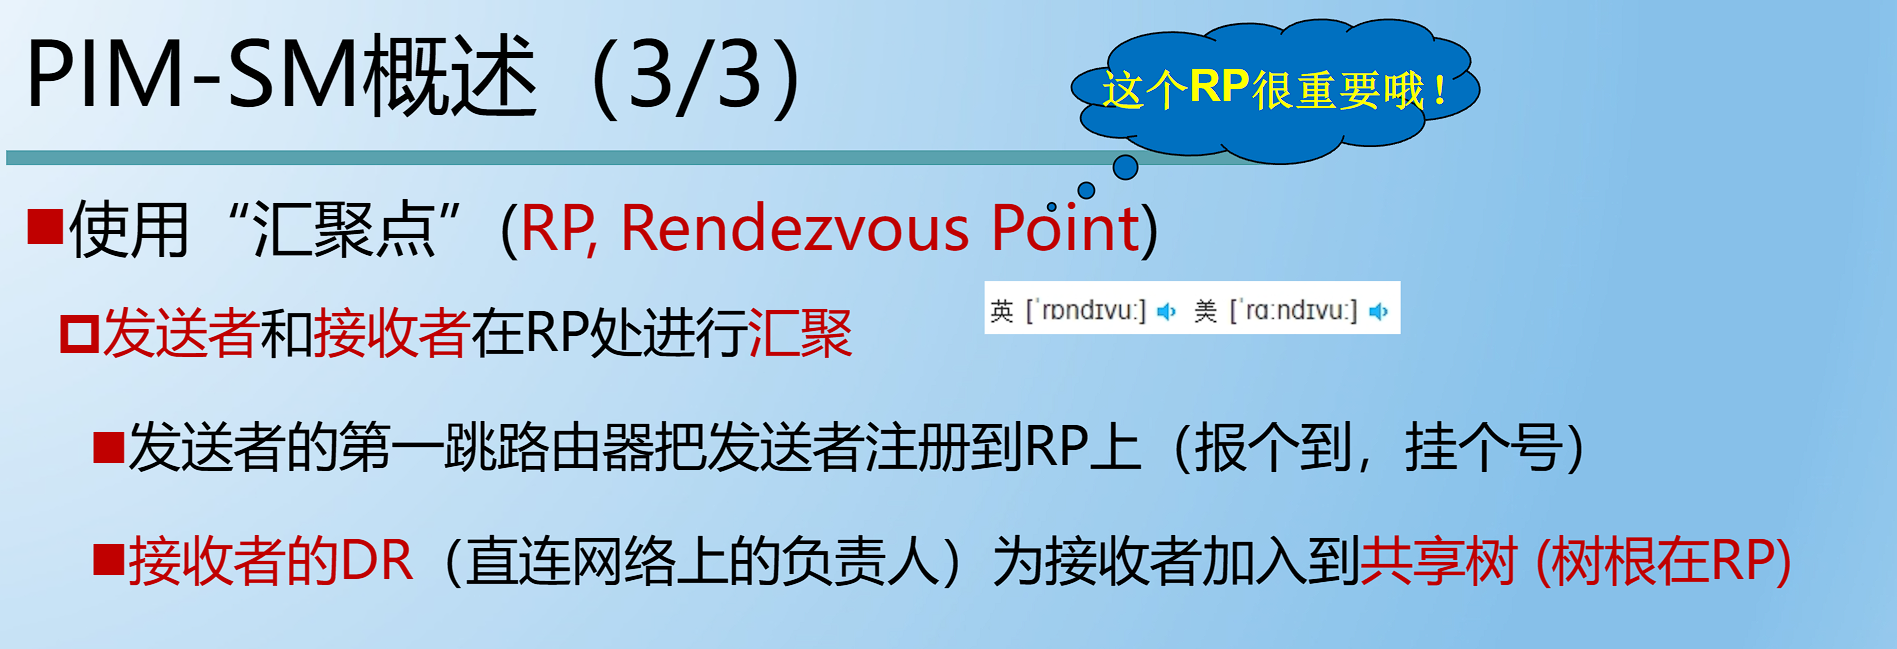 PIM-SM概述（3/3）
这个RP很重要哦！
使用“汇聚点”(RP, Rendezvous Point)
英 [ˈrɒndɪvuː] 美 [ˈrɑːndɪvuː]
发送者和接收者在RP处进行汇聚
发送者的第一跳路由器把发送者注册到RP上（报个到，挂个号）
接收者的DR（直连网络上的负责人）为接收者加入到共享树 (树根在RP)